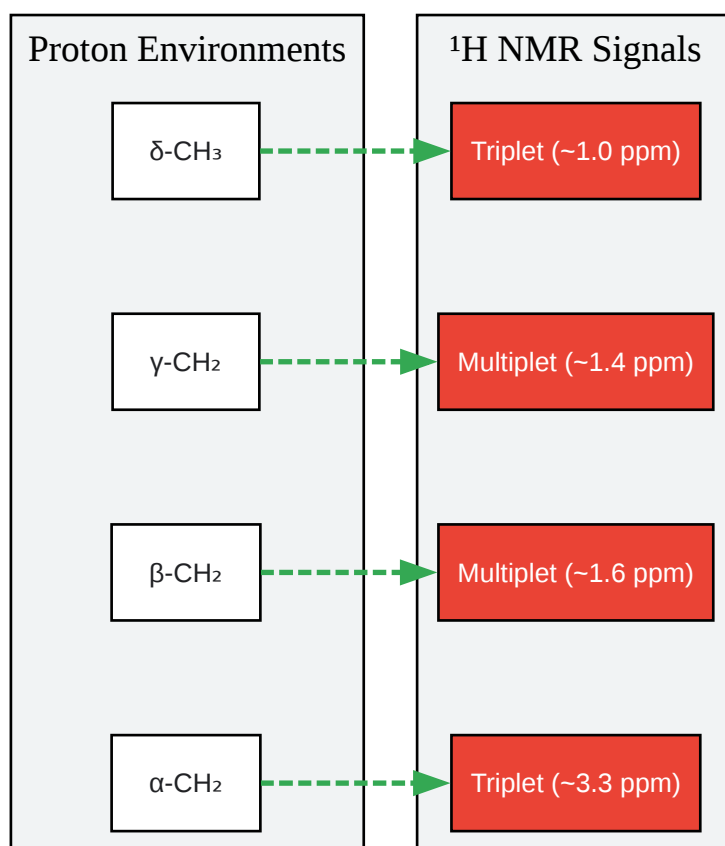 Proton Environments
¹H NMR Signals
δ-CH₃
Triplet (~1.0 ppm)
γ-CH₂
Multiplet (~1.4 ppm)
β-CH₂
Multiplet (~1.6 ppm)
α-CH₂
Triplet (~3.3 ppm)